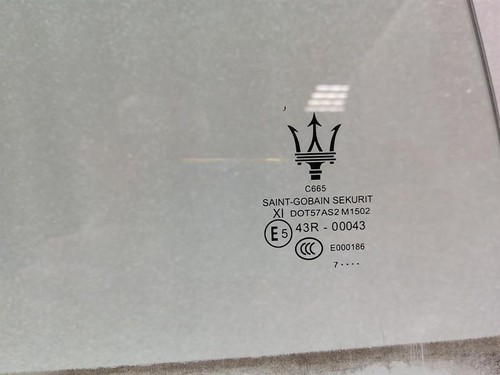 C665
SAINT-GOBAIN SEKURIT
XI DOT57AS2 M1502
E5 43R - 00043
CCC E000186
7 ····